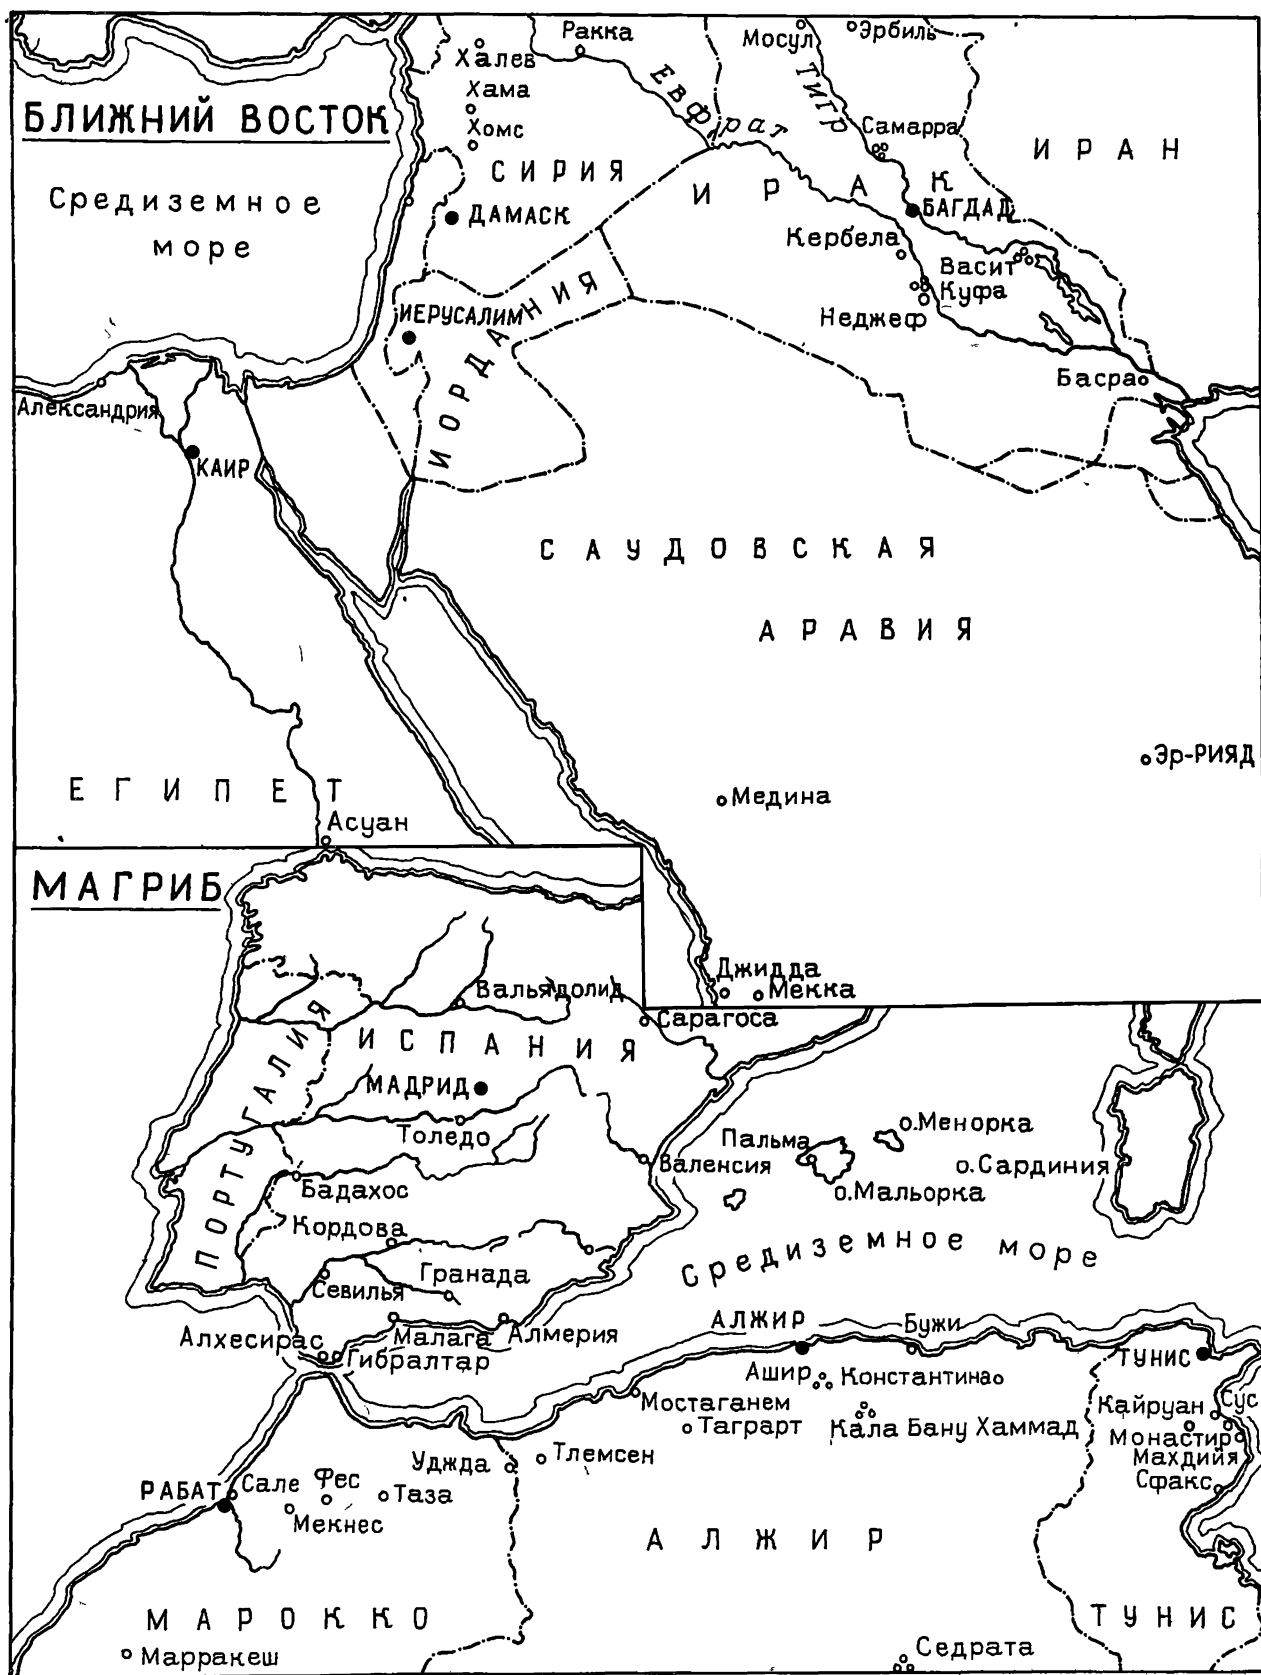 БЛИЖНИЙ ВОСТОК
Средиземное
море
Халев
Хама
Хомс
СИРИЯ
ДАМАСК
Ракка
Евфрат
Мосул
Эрбиль
Тигр
Самарра
ИРАН
ИРАК
БАГДАД
Кербела
Васит
Куфа
Неджеф
Басра
ИЕРУСАЛИМ
ИОРДАНИЯ
Александрия
КАИР
САУДОВСКАЯ
АРАВИЯ
Эр-РИЯД
Медина
ЕГИПЕТ
Асуан
Джидда
Мекка
МАГРИБ
Вальядолид
Сарагоса
ИСПАНИЯ
ПОРТУГАЛИЯ
МАДРИД
Толедо
Бадахос
Валенсия
Кордова
Гранада
Севилья
Алхесирас
Малага
Алмерия
Гибралтар
Пальма
о.Менорка
о.Сардиния
о.Мальорка
Средиземное море
АЛЖИР
Бужи
ТУНИС
Ашир
Константина
Мостаганем
Таграрт
Кала Бану Хаммад
Кайруан
Сус
Монастир
Махдийя
Сфакс
Уджда
Тлемсен
РАБАТ
Сале
Фес
Таза
Мекнес
АЛЖИР
МАРОККО
ТУНИС
Марракеш
Седрата